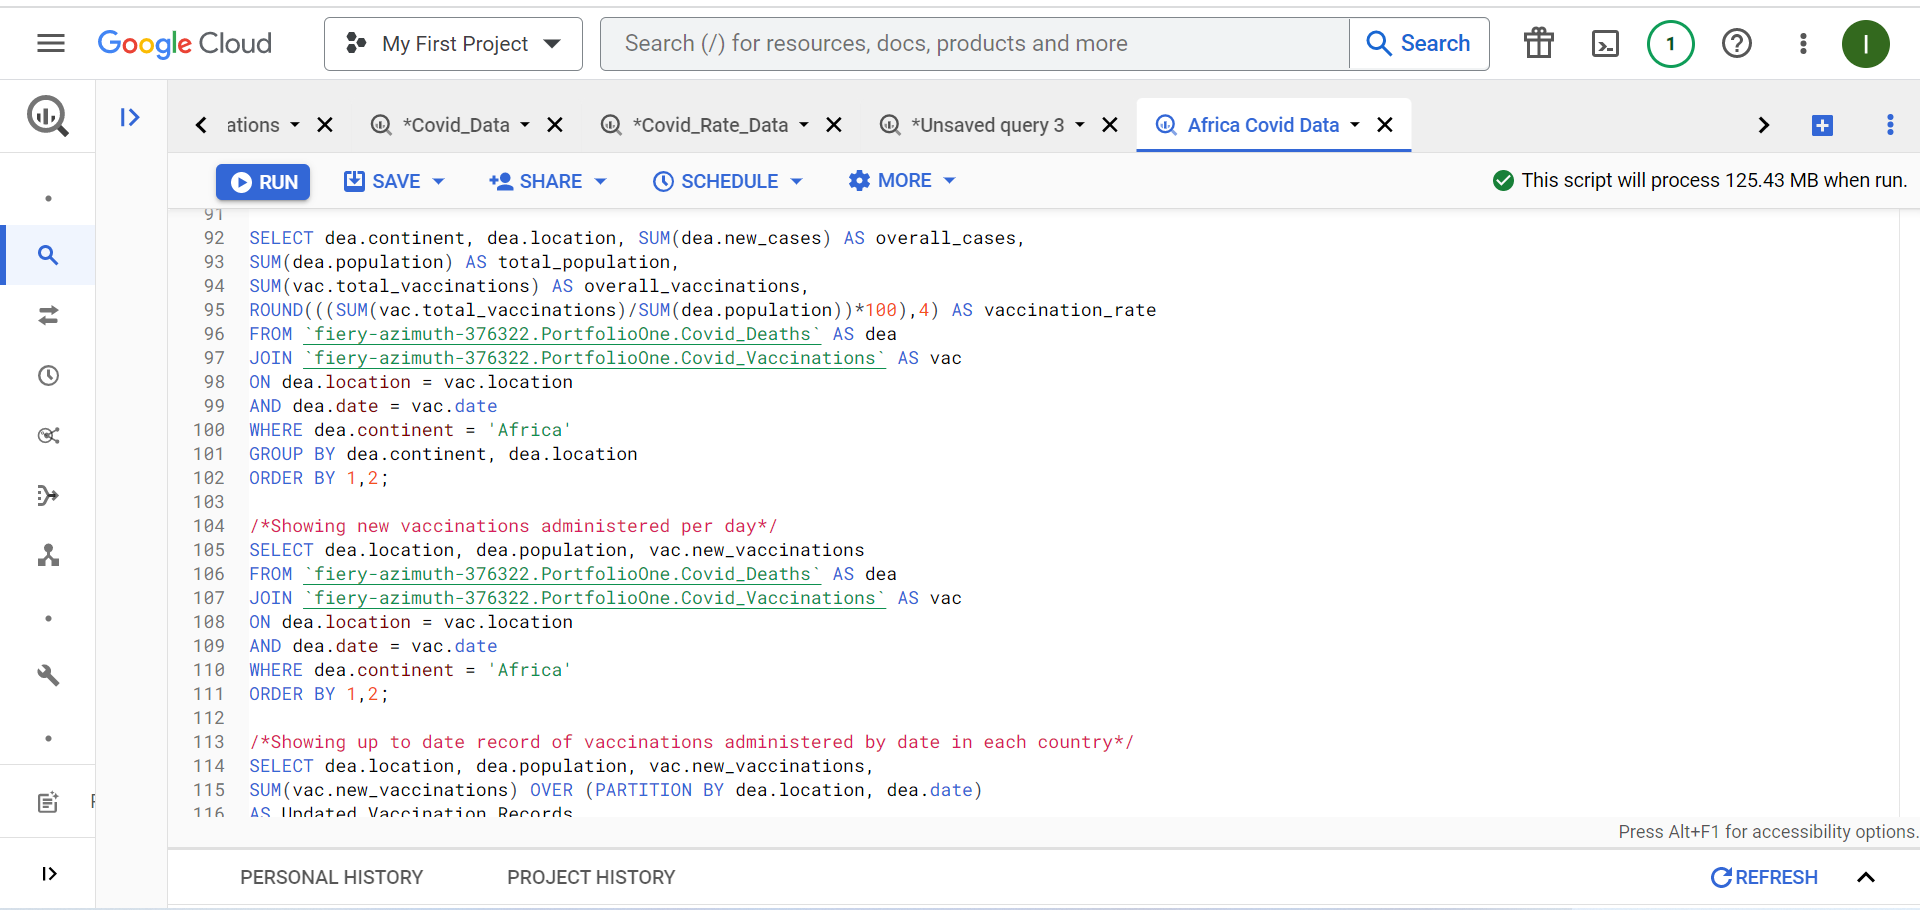 Google Cloud
My First Project
Search (/) for resources, docs, products and more
Search
1
I
ations
*Covid_Data
*Covid_Rate_Data
*Unsaved query 3
Africa Covid Data
RUN
SAVE
SHARE
SCHEDULE
MORE
This script will process 125.43 MB when run.
91
92 SELECT dea.continent, dea.location, SUM(dea.new_cases) AS overall_cases,
93 SUM(dea.population) AS total_population,
94 SUM(vac.total_vaccinations) AS overall_vaccinations,
95 ROUND(((SUM(vac.total_vaccinations)/SUM(dea.population))*100),4) AS vaccination_rate
96 FROM `fiery-azimuth-376322.PortfolioOne.Covid_Deaths` AS dea
97 JOIN `fiery-azimuth-376322.PortfolioOne.Covid_Vaccinations` AS vac
98 ON dea.location = vac.location
99 AND dea.date = vac.date
100 WHERE dea.continent = 'Africa'
101 GROUP BY dea.continent, dea.location
102 ORDER BY 1,2;
103
104 /*Showing new vaccinations administered per day*/
105 SELECT dea.location, dea.population, vac.new_vaccinations
106 FROM `fiery-azimuth-376322.PortfolioOne.Covid_Deaths` AS dea
107 JOIN `fiery-azimuth-376322.PortfolioOne.Covid_Vaccinations` AS vac
108 ON dea.location = vac.location
109 AND dea.date = vac.date
110 WHERE dea.continent = 'Africa'
111 ORDER BY 1,2;
112
113 /*Showing up to date record of vaccinations administered by date in each country*/
114 SELECT dea.location, dea.population, vac.new_vaccinations,
115 SUM(vac.new_vaccinations) OVER (PARTITION BY dea.location, dea.date)
116 AS Updated_Vaccination_Records
Press Alt+F1 for accessibility options.
PERSONAL HISTORY
PROJECT HISTORY
REFRESH